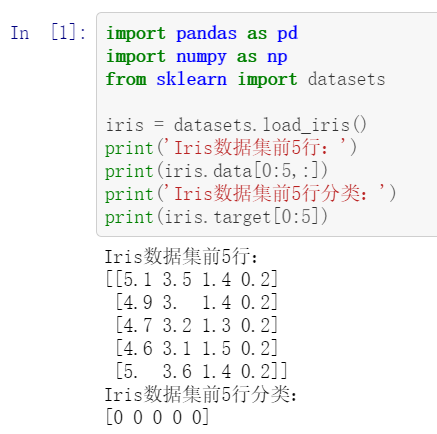 In [1]:
import pandas as pd
import numpy as np
from sklearn import datasets
iris = datasets.load_iris()
print('Iris数据集前5行：')
print(iris.data[0:5,:])
print('Iris数据集前5行分类：')
print(iris.target[0:5])
Iris数据集前5行：
[[5.1 3.5 1.4 0.2]
 [4.9 3.  1.4 0.2]
 [4.7 3.2 1.3 0.2]
 [4.6 3.1 1.5 0.2]
 [5.  3.6 1.4 0.2]]
Iris数据集前5行分类：
[0 0 0 0 0]